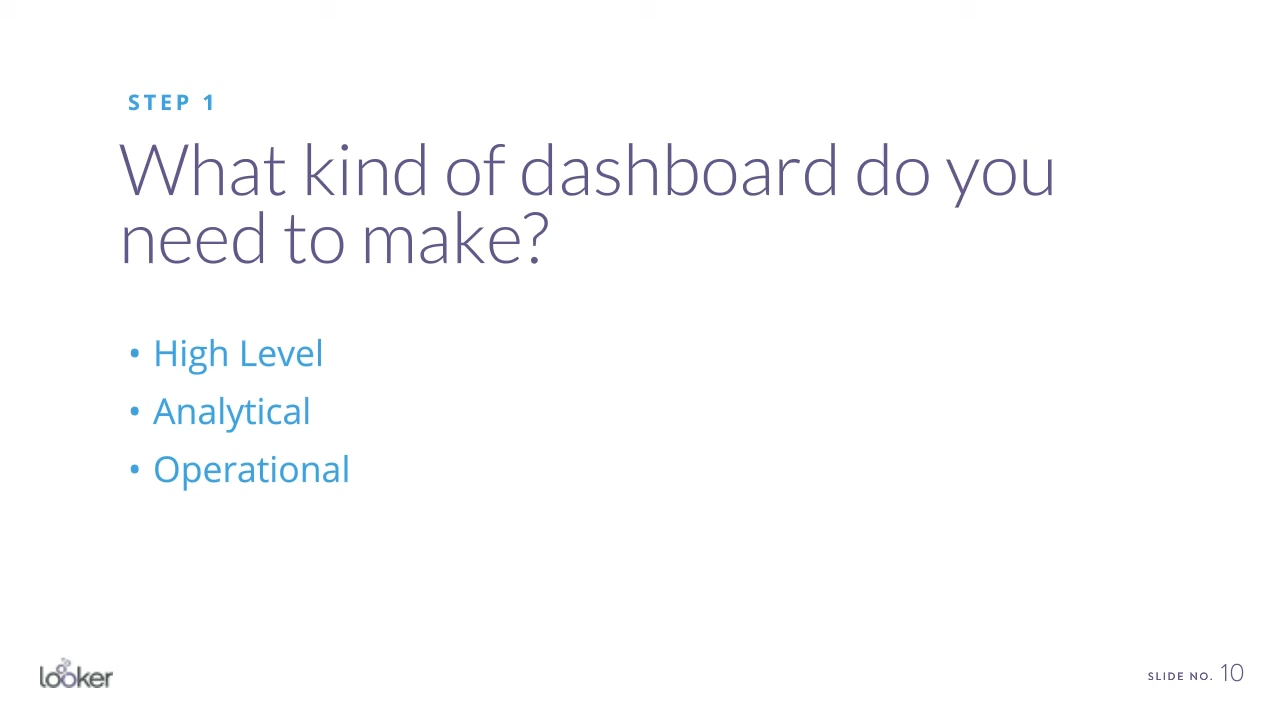 STEP 1
What kind of dashboard do you
need to make?
• High Level
• Analytical
• Operational
looker
SLIDE NO. 10